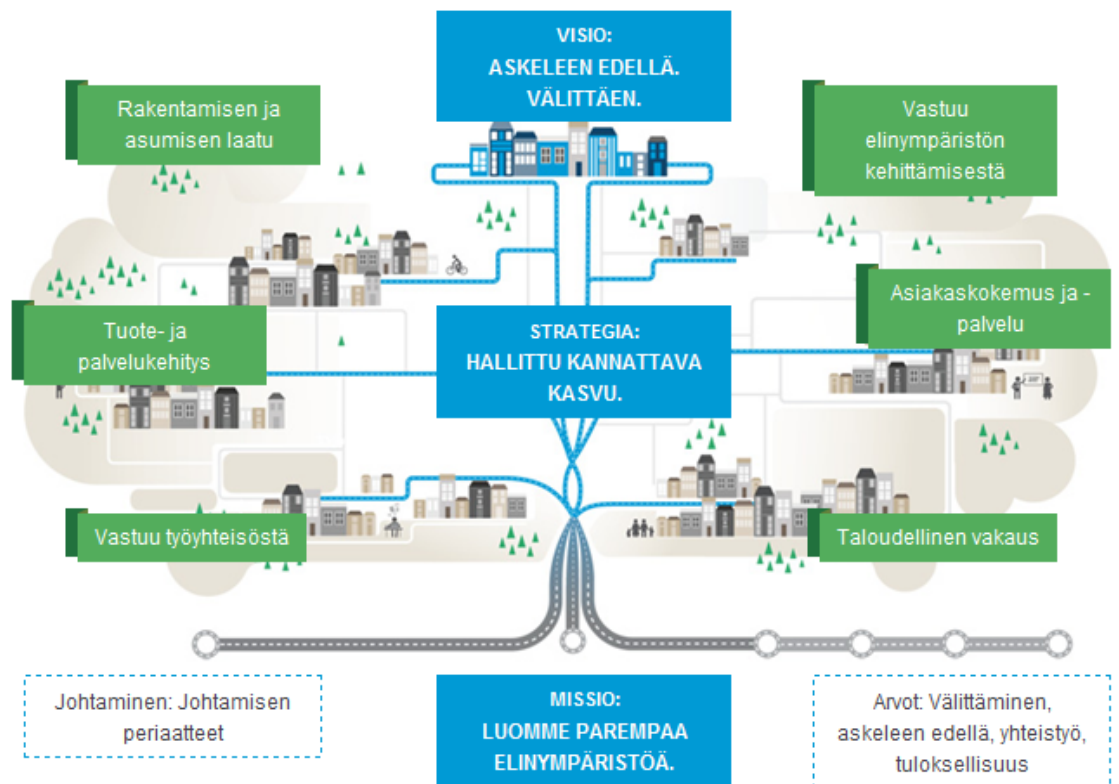 VISIO:
ASKELEEN EDELLÄ.
VÄLITTÄEN.
Rakentamisen ja
asumisen laatu
Vastuu
elinympäristön
kehittämisestä
Tuote- ja
palvelukehitys
STRATEGIA:
HALLITTU KANNATTAVA
KASVU.
Asiakaskokemus ja -
palvelu
Vastuu työyhteisöstä
Taloudellinen vakaus
Johtaminen: Johtamisen
periaatteet
MISSIO:
LUOMME PAREMPAA
ELINYMPÄRISTÖÄ.
Arvot: Välittäminen,
askeleen edellä, yhteistyö,
tuloksellisuus